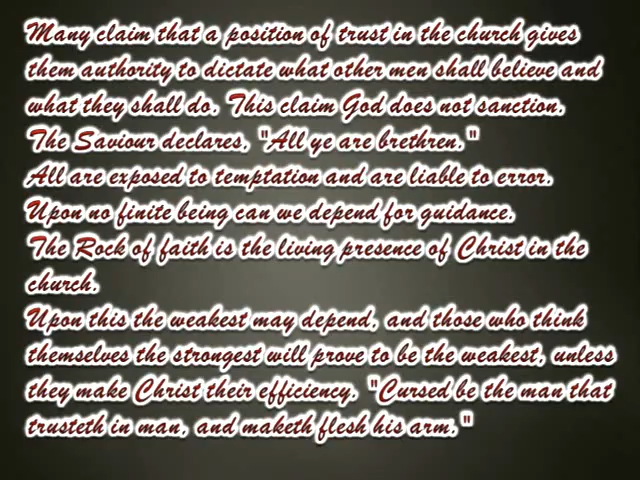 Many claim that a position of trust in the church gives
them authority to dictate what other men shall believe and
what they shall do. This claim God does not sanction.
The Saviour declares, "All ye are brethren."
All are exposed to temptation and are liable to error.
Upon no finite being can we depend for guidance.
The Rock of faith is the living presence of Christ in the
church.
Upon this the weakest may depend, and those who think
themselves the strongest will prove to be the weakest, unless
they make Christ their efficiency. "Cursed be the man that
trusteth in man, and maketh flesh his arm."